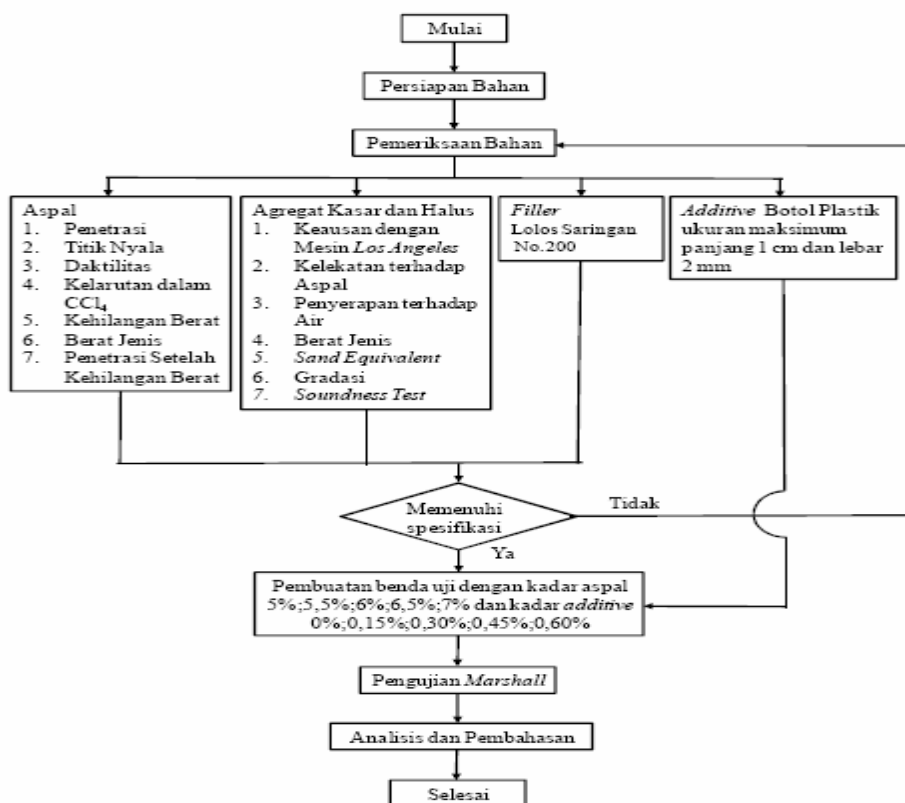 Mulai
Persiapan Bahan
Pemeriksaan Bahan
Aspal
1. Penetrasi
2. Titik Nyala
3. Daktilitas
4. Kelarutan dalam
CCl₄
5. Kehilangan Berat
6. Berat Jenis
7. Penetrasi Setelah
Kehilangan Berat
Agregat Kasar dan Halus
1. Keausan dengan
Mesin Los Angeles
2. Kelekatan terhadap
Aspal
3. Penyerapan terhadap
Air
4. Berat Jenis
5. Sand Equivalent
6. Gradasi
7. Soundness Test
Filler
Lolos Saringan
No.200
Additive Botol Plastik
ukuran maksimum
panjang 1 cm dan lebar
2 mm
Memenuhi
spesifikasi
Tidak
Ya
Pembuatan benda uji dengan kadar aspal
5%;5,5%;6%;6,5%;7% dan kadar additive
0%;0,15%;0,30%;0,45%;0,60%
Pengujian Marshall
Analisis dan Pembahasan
Selesai